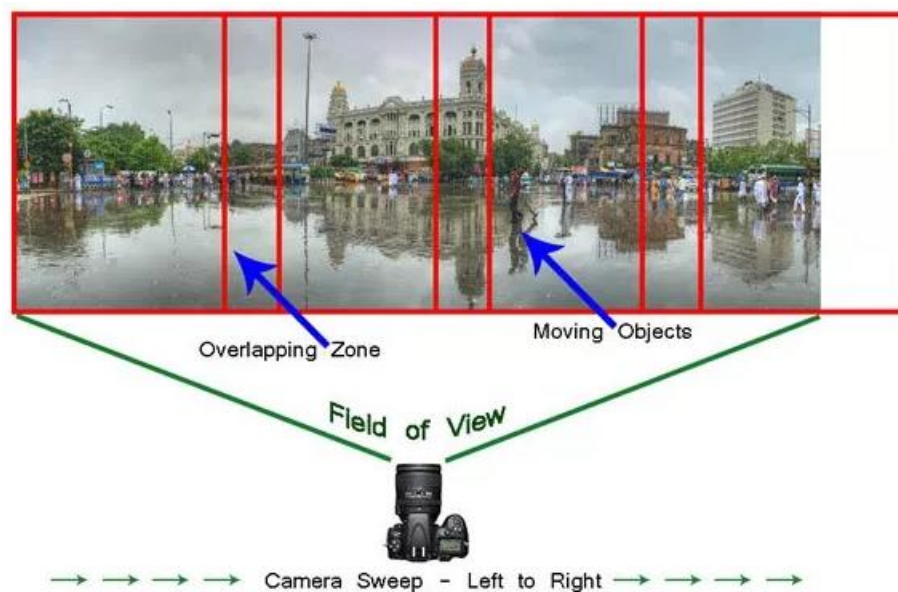 Overlapping Zone
Moving Objects
Field of View
Camera Sweep - Left to Right